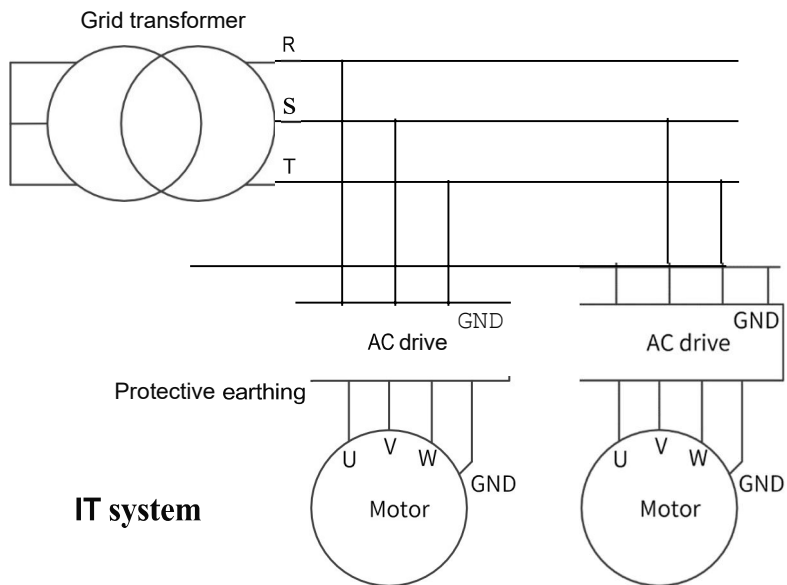 Grid transformer
R
S
T
GND
AC drive
GND
AC drive
Protective earthing
U
V
W
GND
Motor
U
V
W
GND
Motor
IT system